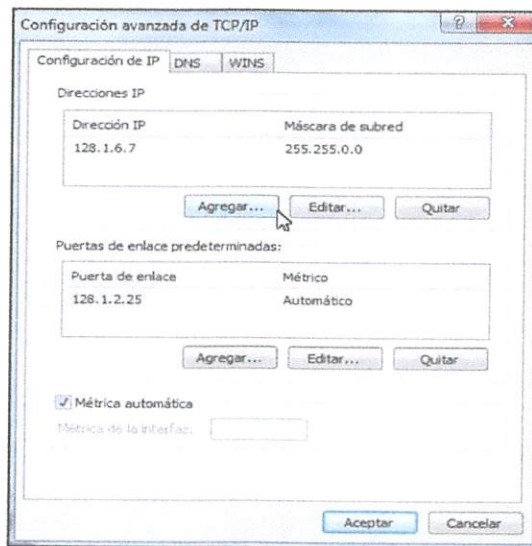 Configuración avanzada de TCP/IP
Configuración de IP DNS WINS
Direcciones IP
Dirección IP Máscara de subred
128.1.6.7 255.255.0.0
Agregar... Editar... Quitar
Puertas de enlace predeterminadas:
Puerta de enlace Métrico
128.1.2.25 Automático
Agregar... Editar... Quitar
Métrica automática
Métrica de la interfaz:
Aceptar Cancelar